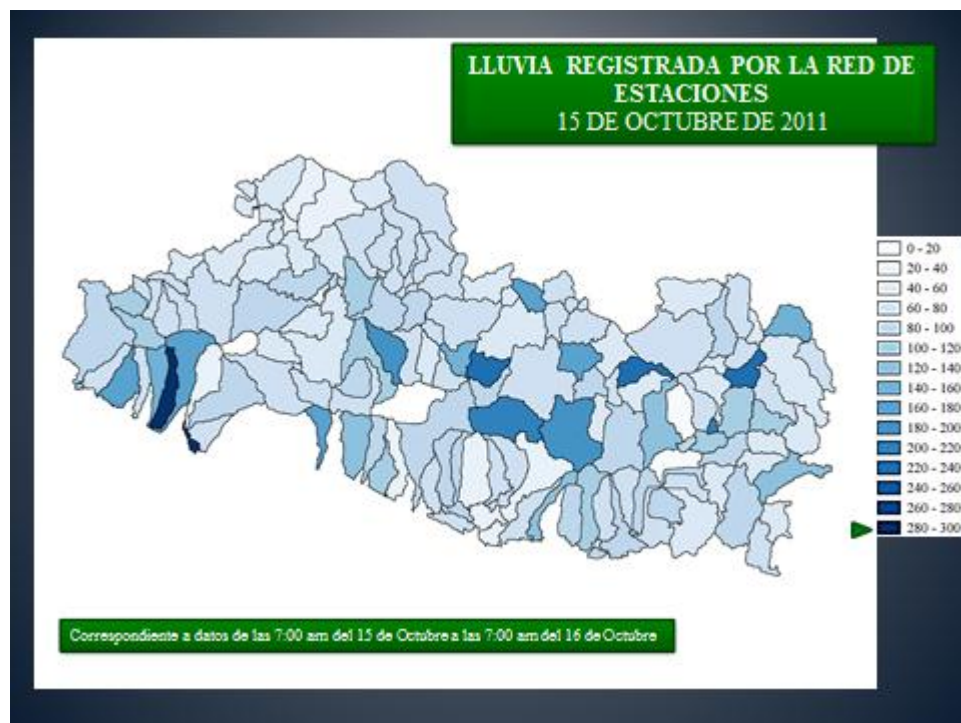 LLUVIA REGISTRADA POR LA RED DE
ESTACIONES
15 DE OCTUBRE DE 2011
0 - 20
20 - 40
40 - 60
60 - 80
80 - 100
100 - 120
120 - 140
140 - 160
160 - 180
180 - 200
200 - 220
220 - 240
240 - 260
260 - 280
280 - 300
Correspondiente a datos de las 7:00 am del 15 de Octubre a las 7:00 am del 16 de Octubre